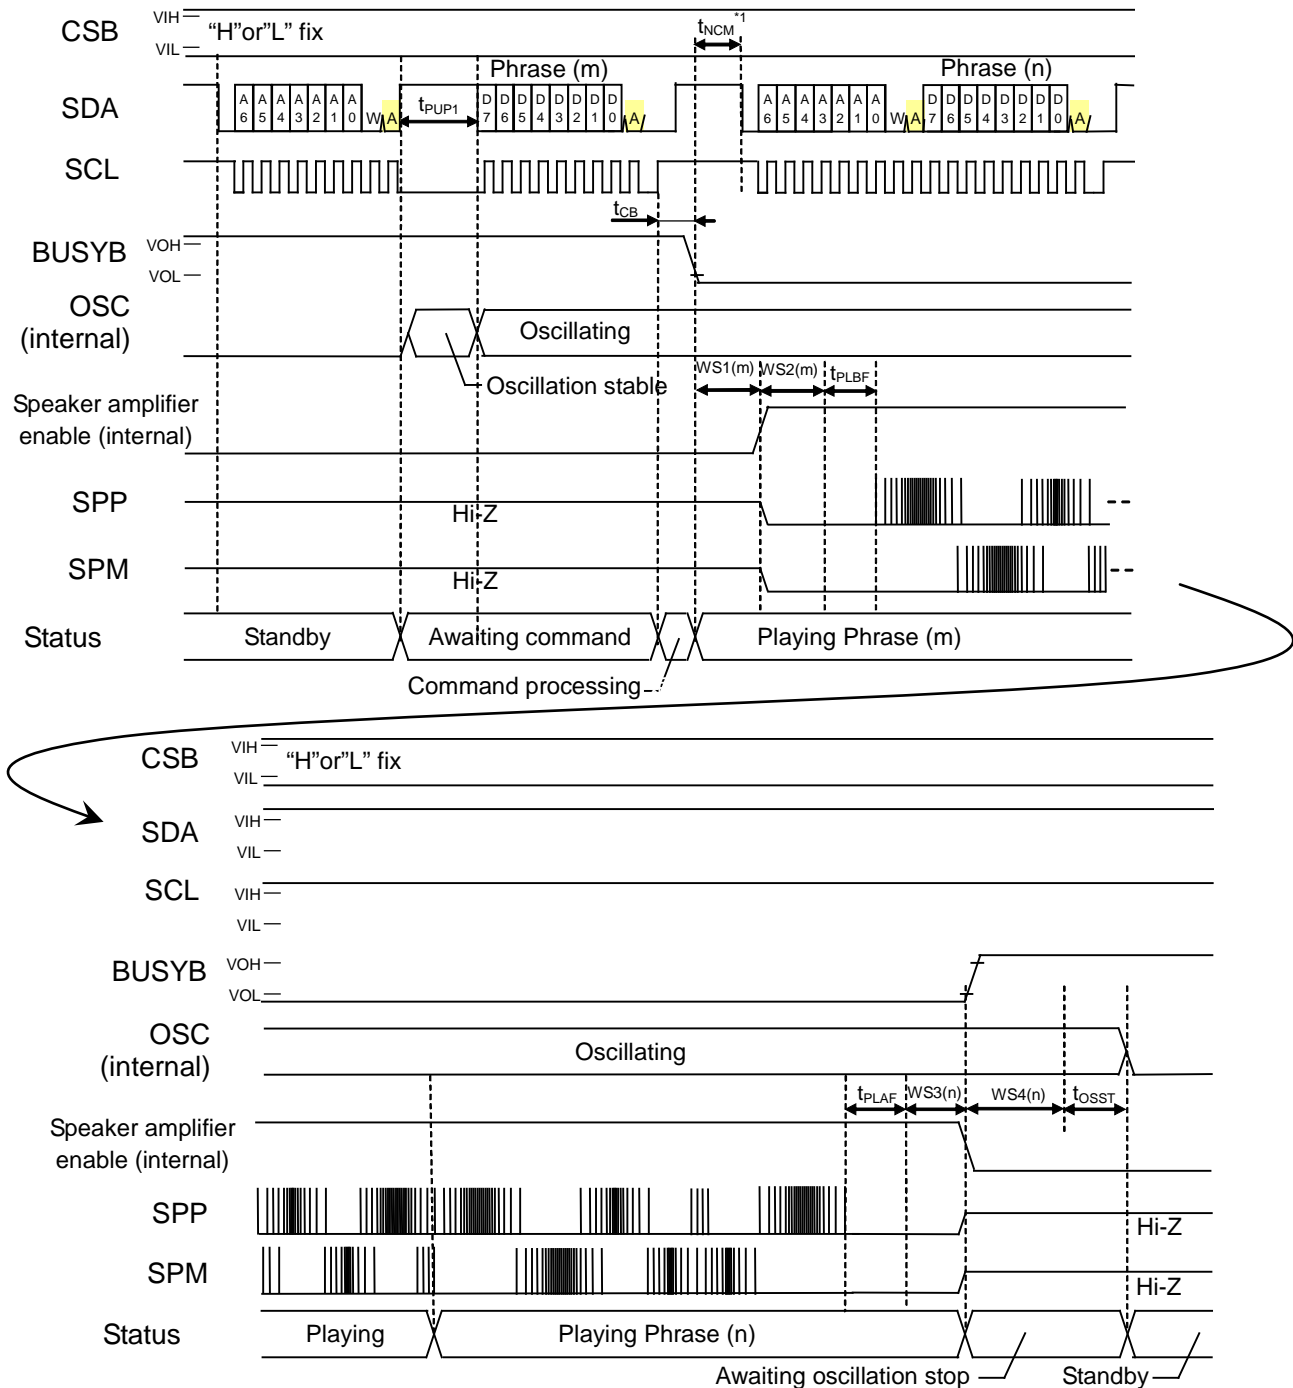 CSB VIH "H"or"L" fix tNCM*1
VIL
Phrase (m) Phrase (n)
SDA A6 A5 A4 A3 A2 A1 A0 W A tPUP1 D7 D6 D5 D4 D3 D2 D1 D0 A A6 A5 A4 A3 A2 A1 A0 W A D7 D6 D5 D4 D3 D2 D1 D0 A
SCL
tCB
BUSYB VOH
VOL
OSC
(internal)
Oscillating
Oscillation stable
WS1(m) WS2(m) tPLBF
Speaker amplifier
enable (internal)
SPP
Hi-Z
SPM
Hi-Z
Status Standby Awaiting command Playing Phrase (m)
Command processing
CSB VIH "H"or"L" fix
VIL
SDA VIH
VIL
SCL VIH
VIL
BUSYB VOH
VOL
OSC
(internal)
Oscillating
tPLAF WS3(n) WS4(n) tOSST
Speaker amplifier
enable (internal)
SPP
Hi-Z
SPM
Hi-Z
Status Playing Playing Phrase (n)
Awaiting oscillation stop Standby